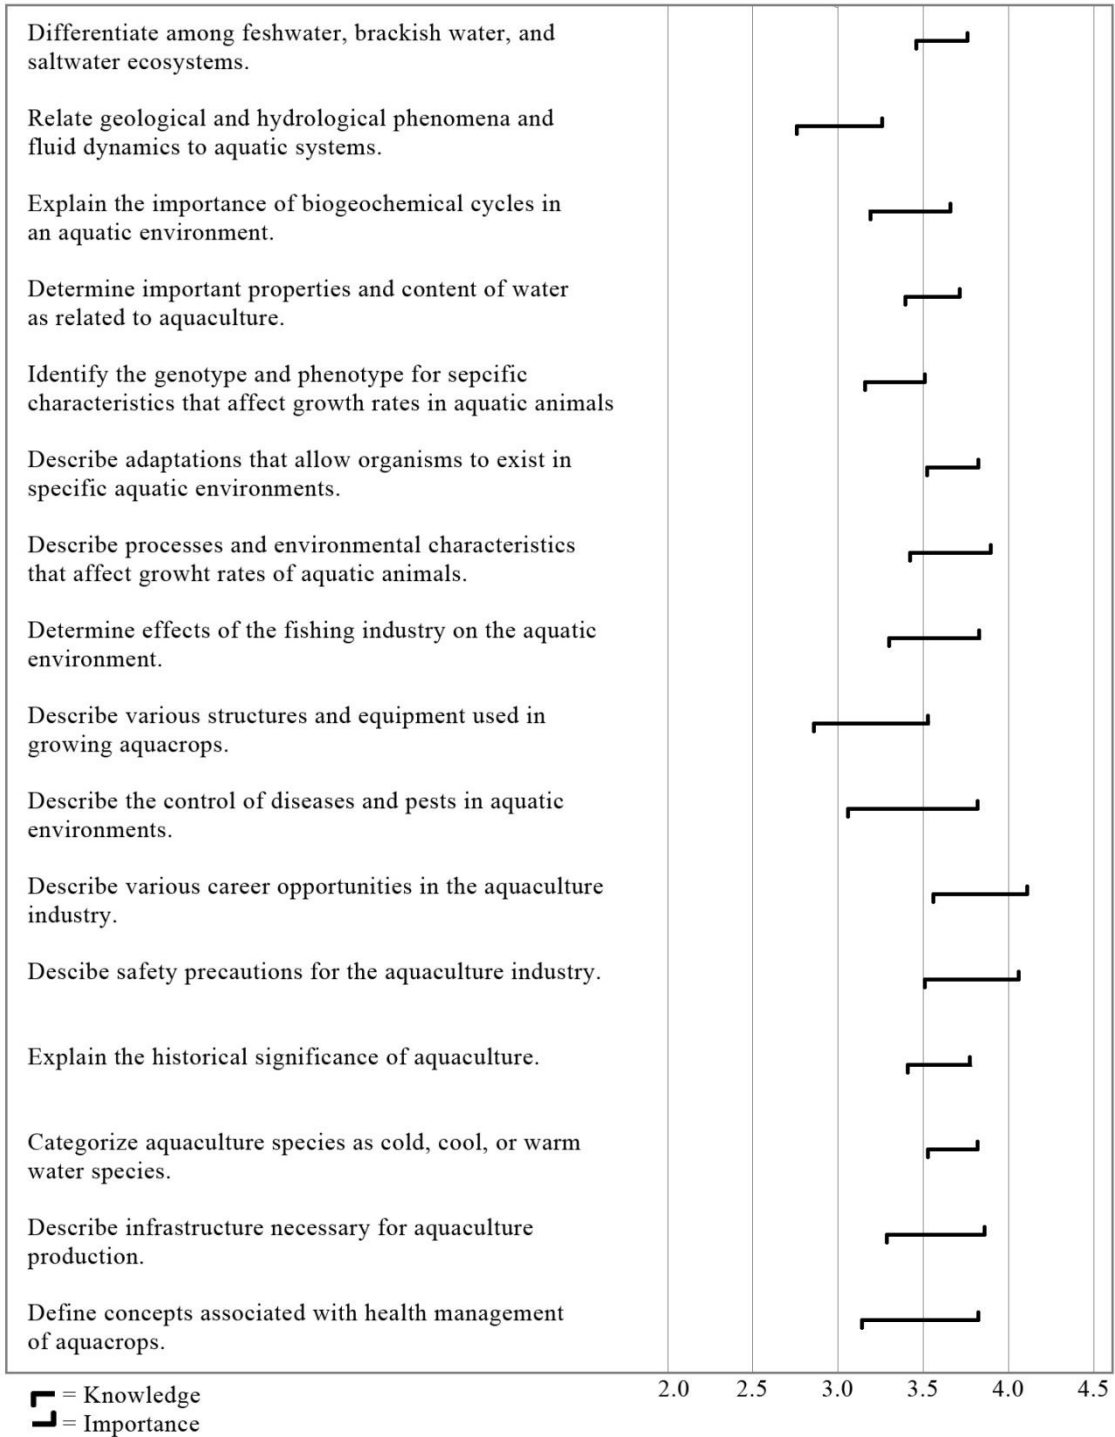 Differentiate among feshwater, brackish water, and
saltwater ecosystems.
Relate geological and hydrological phenomena and
fluid dynamics to aquatic systems.
Explain the importance of biogeochemical cycles in
an aquatic environment.
Determine important properties and content of water
as related to aquaculture.
Identify the genotype and phenotype for sepcific
characteristics that affect growth rates in aquatic animals
Describe adaptations that allow organisms to exist in
specific aquatic environments.
Describe processes and environmental characteristics
that affect growht rates of aquatic animals.
Determine effects of the fishing industry on the aquatic
environment.
Describe various structures and equipment used in
growing aquacrops.
Describe the control of diseases and pests in aquatic
environments.
Describe various career opportunities in the aquaculture
industry.
Descibe safety precautions for the aquaculture industry.
Explain the historical significance of aquaculture.
Categorize aquaculture species as cold, cool, or warm
water species.
Describe infrastructure necessary for aquaculture
production.
Define concepts associated with health management
of aquacrops.
2.0 2.5 3.0 3.5 4.0 4.5
= Knowledge
= Importance